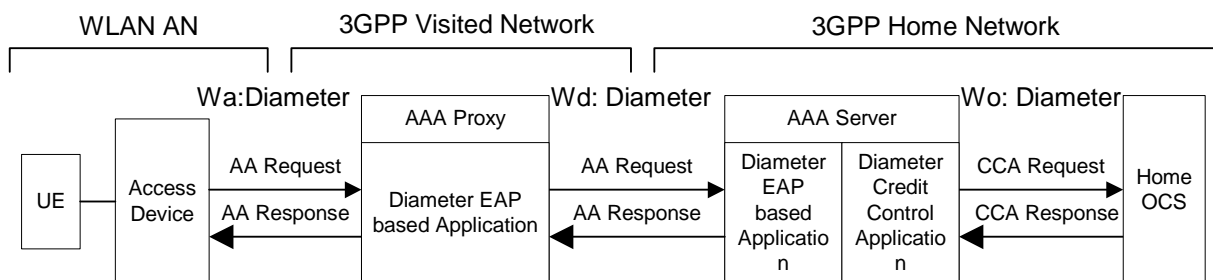 WLAN AN
3GPP Visited Network
3GPP Home Network
Wa:Diameter
Wd: Diameter
Wo: Diameter
UE
Access
Device
AA Request
AA Response
AAA Proxy
Diameter EAP
based Application
AA Request
AA Response
AAA Server
Diameter
EAP
based
Applicatio
n
Diameter
Credit
Control
Applicatio
n
CCA Request
CCA Response
Home
OCS